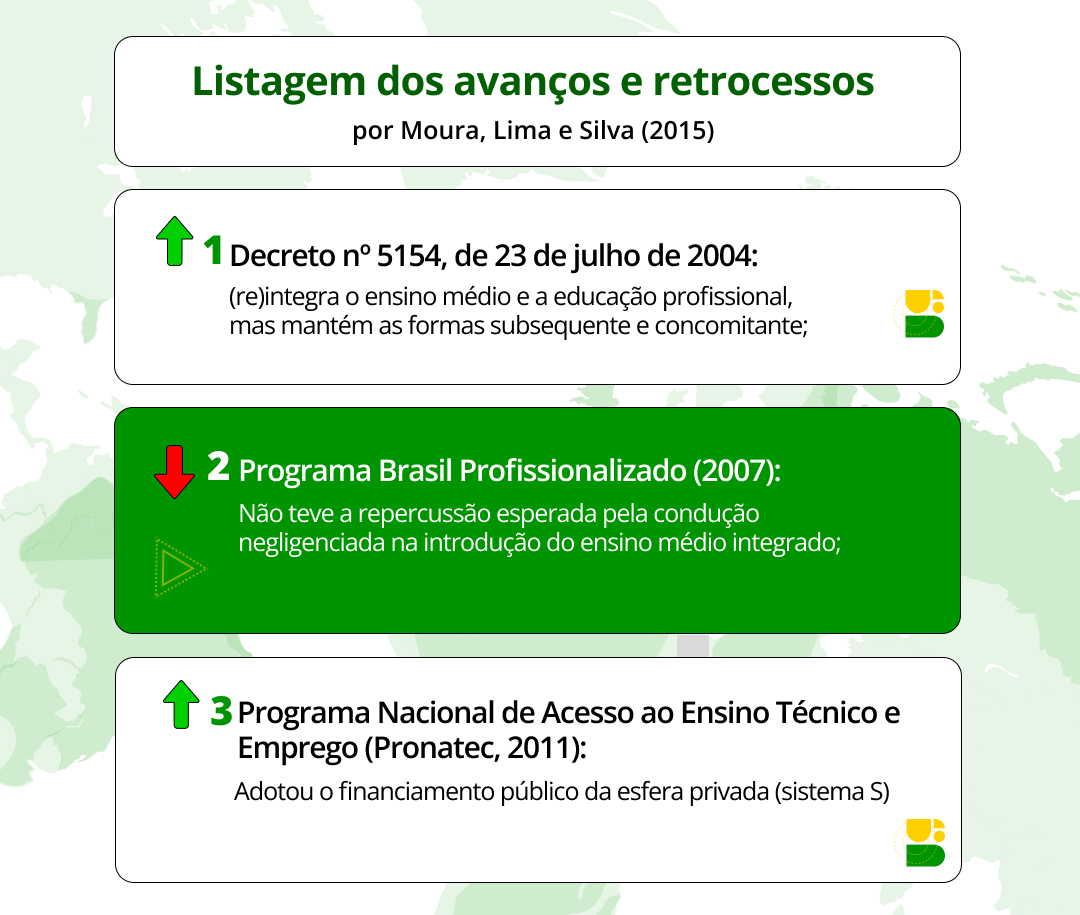 Listagem dos avanços e retrocessos
por Moura, Lima e Silva (2015)
1 Decreto nº 5154, de 23 de julho de 2004:
(re)integra o ensino médio e a educação profissional,
mas mantém as formas subsequente e concomitante;
2 Programa Brasil Profissionalizado (2007):
Não teve a repercussão esperada pela condução
negligenciada na introdução do ensino médio integrado;
3 Programa Nacional de Acesso ao Ensino Técnico e
Emprego (Pronatec, 2011):
Adotou o financiamento público da esfera privada (sistema S)